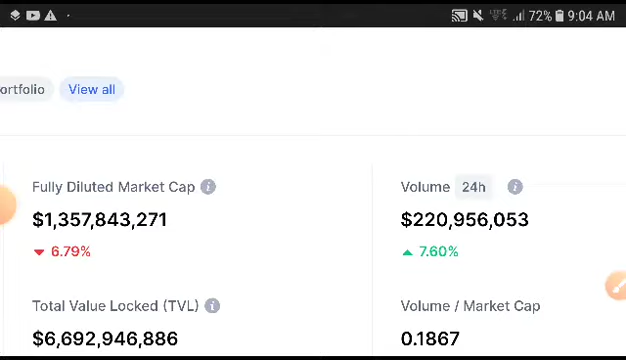 72% 9:04 AM
ortfolio View all
Fully Diluted Market Cap Volume 24h
$1,357,843,271 $220,956,053
6.79% 7.60%
Total Value Locked (TVL) Volume / Market Cap
$6,692,946,886 0.1867